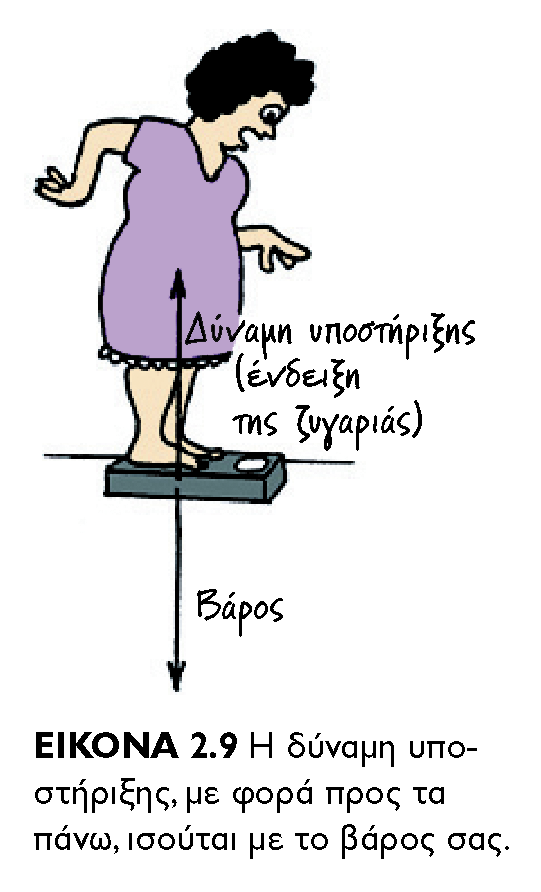 Δύναμη υποστήριξης
(ένδειξη
της ζυγαριάς)
Βάρος
ΕΙΚΟΝΑ 2.9 Η δύναμη υπο-
στήριξης, με φορά προς τα
πάνω, ισούται με το βάρος σας.